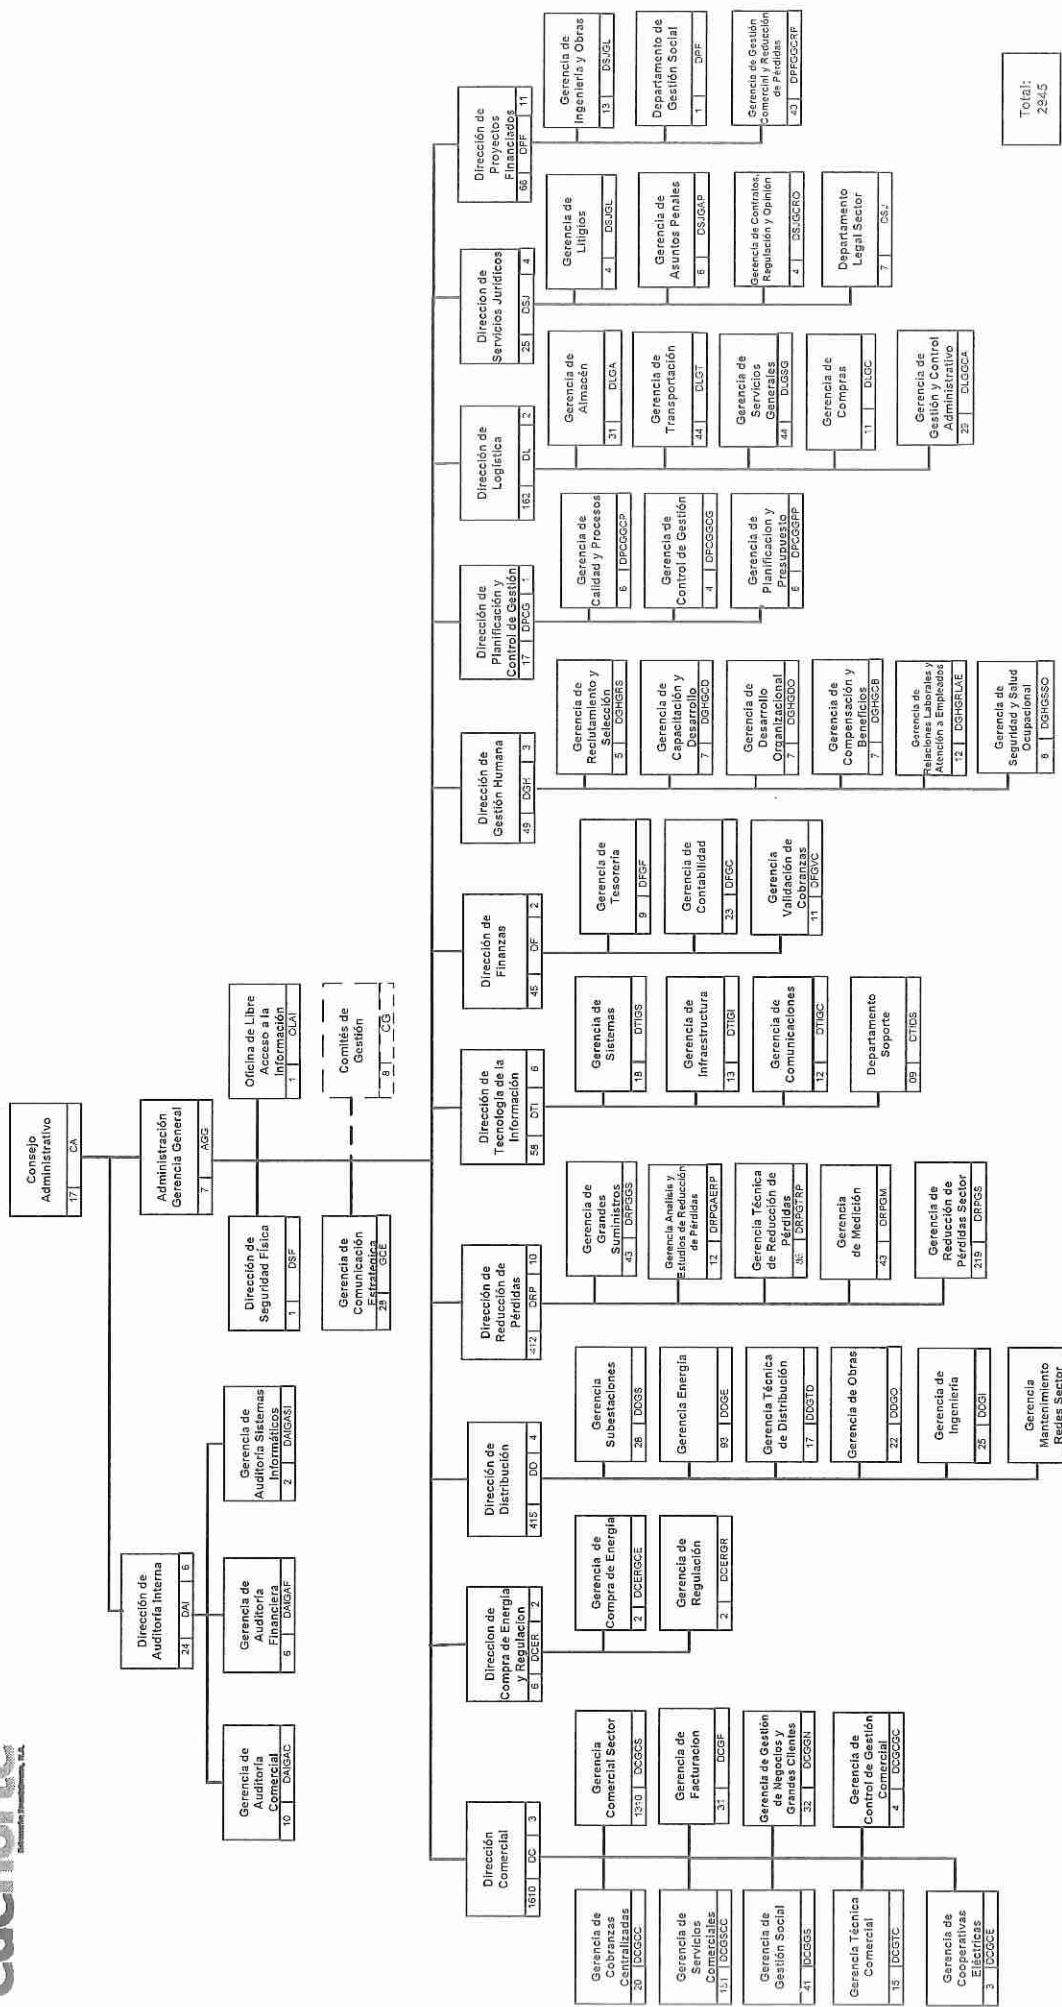 edenorte
Consejo
Administrativo
17 CA
Administración
Gerencia General
7 AGG
Dirección de
Auditoría Interna
24 DAI 6
Gerencia de
Auditoría
Comercial
10 DAIGAC
Gerencia de
Auditoría
Financiera
6 DAIGAF
Gerencia de
Auditoría Sistemas
Informáticos
2 DAIGASI
Dirección de
Seguridad Física
1 DSF
Oficina de Libre
Acceso a la
Información
1 OLAI
Gerencia de
Comunicación
Estrategica
28 GCE
Comités de
Gestión
8 CG
Dirección
Comercial
1610 DC 3
Gerencia de
Cobranzas
Centralizadas
20 DCGCC
Gerencia
Comercial Sector
DCGCS
Gerencia de
Servicios
Comerciales
DCGSCC
Gerencia de
Facturacion
31 DCGF
Gerencia de
Gestión Social
41 DCGGS
Gerencia de Gestión
de Negocios y
Grandes Clientes
32 DCGGN
Gerencia Técnica
Comercial
15 DCGTC
Gerencia de
Control de Gestión
Comercial
4 DCGCGC
Gerencia de
Cooperativas
Eléctricas
3 DCGCE
Direccion de
Compra de Energía
y Regulacion
6 DCER 2
Gerencia de
Compra de Energía
2 DCERGCE
Gerencia de
Regulación
2 DCERGR
Dirección de
Distribución
415 DD 4
Gerencia
Subestaciones
28 DDGS
Gerencia Energía
93 DDGE
Gerencia Técnica
de Distribución
17 DDGTD
Gerencia de Obras
22 DDGO
Gerencia de
Ingeniería
25 DDGI
Gerencia
Mantenimiento
Redes Sector
Dirección de
Reducción de
Pérdidas
412 DRP 10
Gerencia de
Grandes
Suministros
43 DRPGGS
Gerencia Analisis y
Estudios de Reducción
de Pérdidas
12 DRPGAERP
Gerencia Técnica
de Reducción de
Pérdidas
DRPGTRP
Gerencia
de Medición
43 DRPGM
Gerencia de
Reducción de
Pérdidas Sector
219 DRPGS
Dirección de
Tecnología de la
Información
58 DTI 6
Gerencia de
Sistemas
18 DTIGS
Gerencia de
Infraestructura
13 DTIGI
Gerencia de
Comunicaciones
12 DTIGC
Departamento
Soporte
09 DTIDS
Dirección de
Finanzas
45 DF 2
Gerencia de
Tesorería
9 DFGF
Gerencia de
Contabilidad
23 DFGC
Gerencia
Validación de
Cobranzas
11 DFGVC
Dirección de
Gestión Humana
49 DGH 3
Gerencia de
Reclutamiento y
Selección
5 DGHGRS
Gerencia de
Capacitación y
Desarrollo
7 DGHGCD
Gerencia de
Desarrollo
Organizacional
7 DGHGDO
Gerencia de
Compensación y
Beneficios
7 DGHGCB
Gerencia de
Relaciones Laborales y
Atención a Empleados
12 DGHGRLAE
Gerencia de
Seguridad y Salud
Ocupacional
8 DGHGSSO
Dirección de
Planificación y
Control de Gestión
17 DPCG 1
Gerencia de
Calidad y Procesos
6 DPCGGCP
Gerencia de
Control de Gestión
4 DPCGGCG
Gerencia de
Planificacion y
Presupuesto
6 DPCGGPP
Dirección de
Logística
162 DL 2
Gerencia de
Almacén
31 DLGA
Gerencia de
Transportación
44 DLGT
Gerencia de
Servicios
Generales
44 DLGSG
Gerencia de
Compras
11 DLGC
Gerencia de
Gestión y Control
Administrativo
29 DLGGCA
Direccion de
Servicios Jurídicos
25 DSJ 4
Gerencia de
Litigios
4 DSJGL
Gerencia de
Asuntos Penales
6 DSJGAP
Gerencia de Contratos,
Regulación y Opinión
4 DSJGCRO
Departamento
Legal Sector
7 DSJ
Dirección de
Proyectos
Financiados
68 DPF 11
Gerencia de
Ingeniería y Obras
13 DSJGL
Departamento de
Gestión Social
1 DPF
Gerencia de Gestión
Comercial y Reducción
de Pérdidas
43 DPFGGCRP
Total:
2945